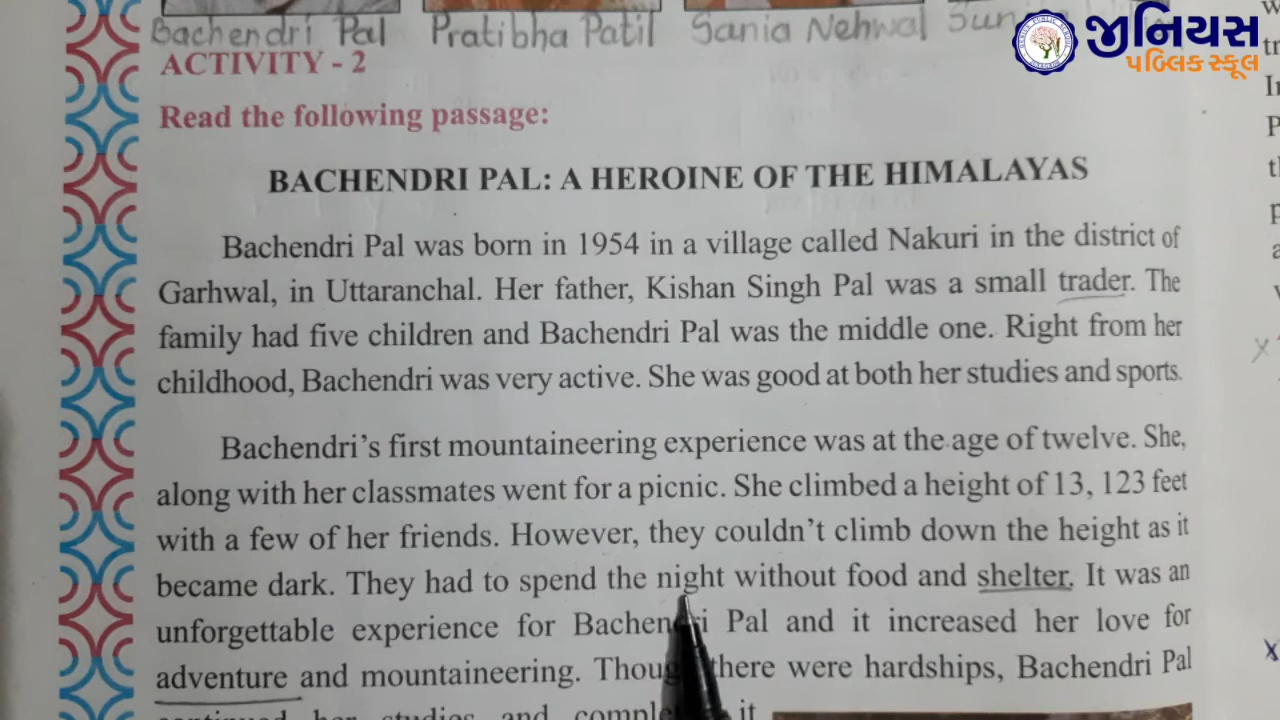 Bachendri Pal Pratibha Patil Sania Nehwal
જીનિયસ
પબ્લિક સ્કૂલ
ACTIVITY - 2
Read the following passage:
BACHENDRI PAL: A HEROINE OF THE HIMALAYAS
Bachendri Pal was born in 1954 in a village called Nakuri in the district of
Garhwal, in Uttaranchal. Her father, Kishan Singh Pal was a small trader. The
family had five children and Bachendri Pal was the middle one. Right from her
childhood, Bachendri was very active. She was good at both her studies and sports.
Bachendri's first mountaineering experience was at the age of twelve. She,
along with her classmates went for a picnic. She climbed a height of 13, 123 feet
with a few of her friends. However, they couldn't climb down the height as it
became dark. They had to spend the night without food and shelter. It was an
unforgettable experience for Bachendri Pal and it increased her love for
adventure and mountaineering. Though there were hardships, Bachendri Pal
her studies and it